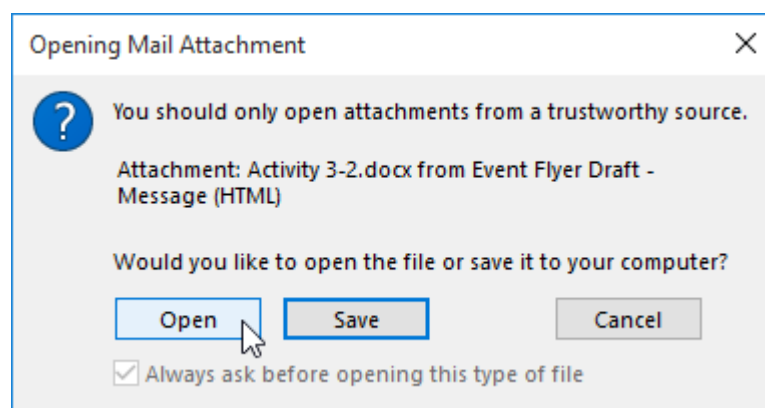 Opening Mail Attachment
You should only open attachments from a trustworthy source.
Attachment: Activity 3-2.docx from Event Flyer Draft -
Message (HTML)
Would you like to open the file or save it to your computer?
Open Save Cancel
Always ask before opening this type of file